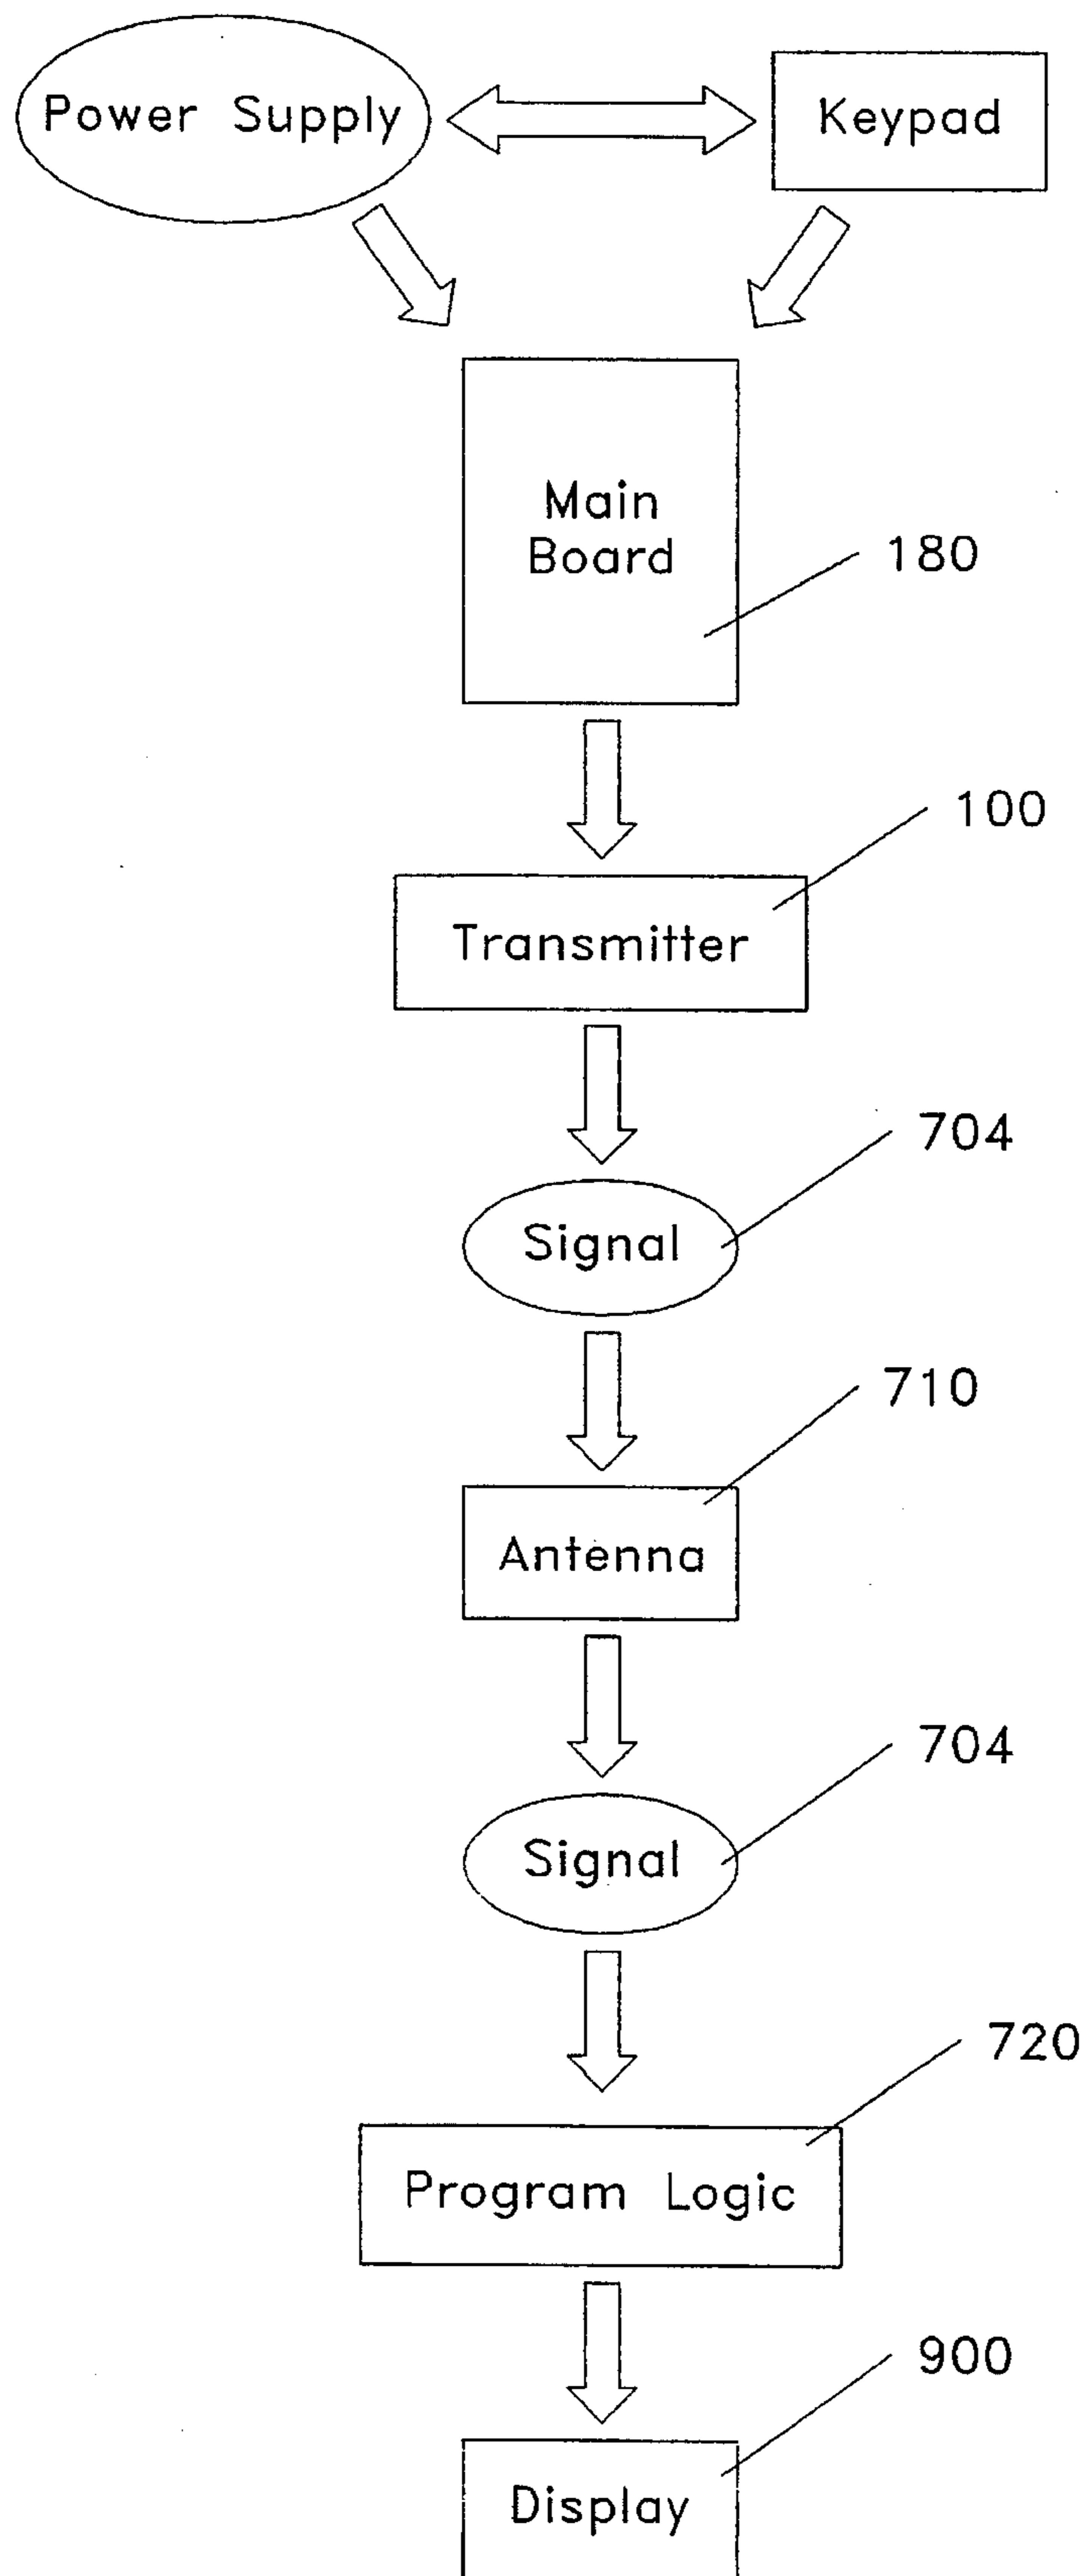 Power Supply
Keypad
Main
Board
180
100
Transmitter
704
Signal
710
Antenna
704
Signal
720
Program Logic
900
Display